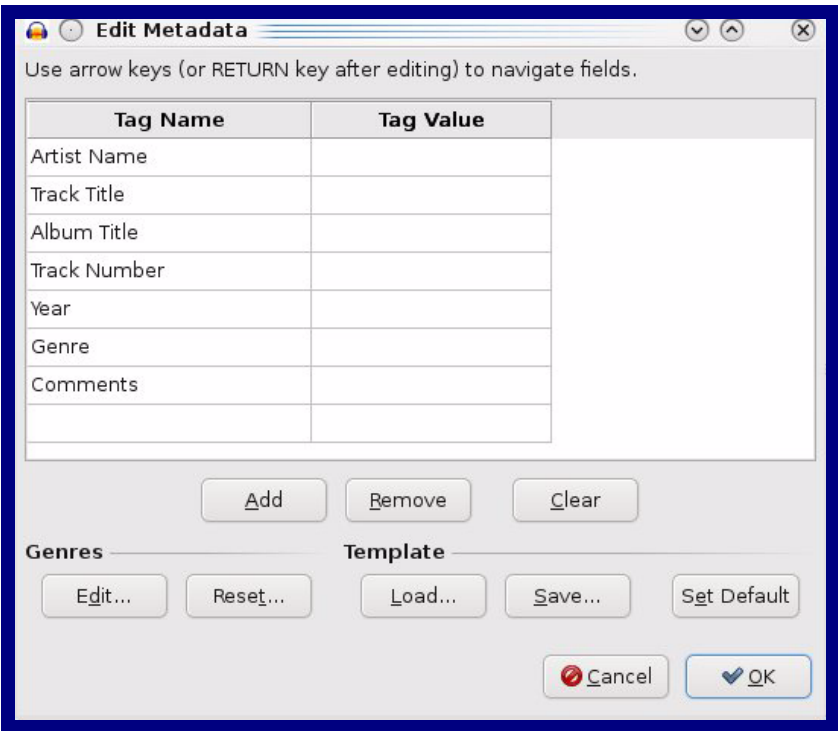 Edit Metadata
Use arrow keys (or RETURN key after editing) to navigate fields.
Tag Name Tag Value
Artist Name
Track Title
Album Title
Track Number
Year
Genre
Comments
Add Remove Clear
Genres Template
Edit... Reset... Load... Save... Set Default
Cancel OK